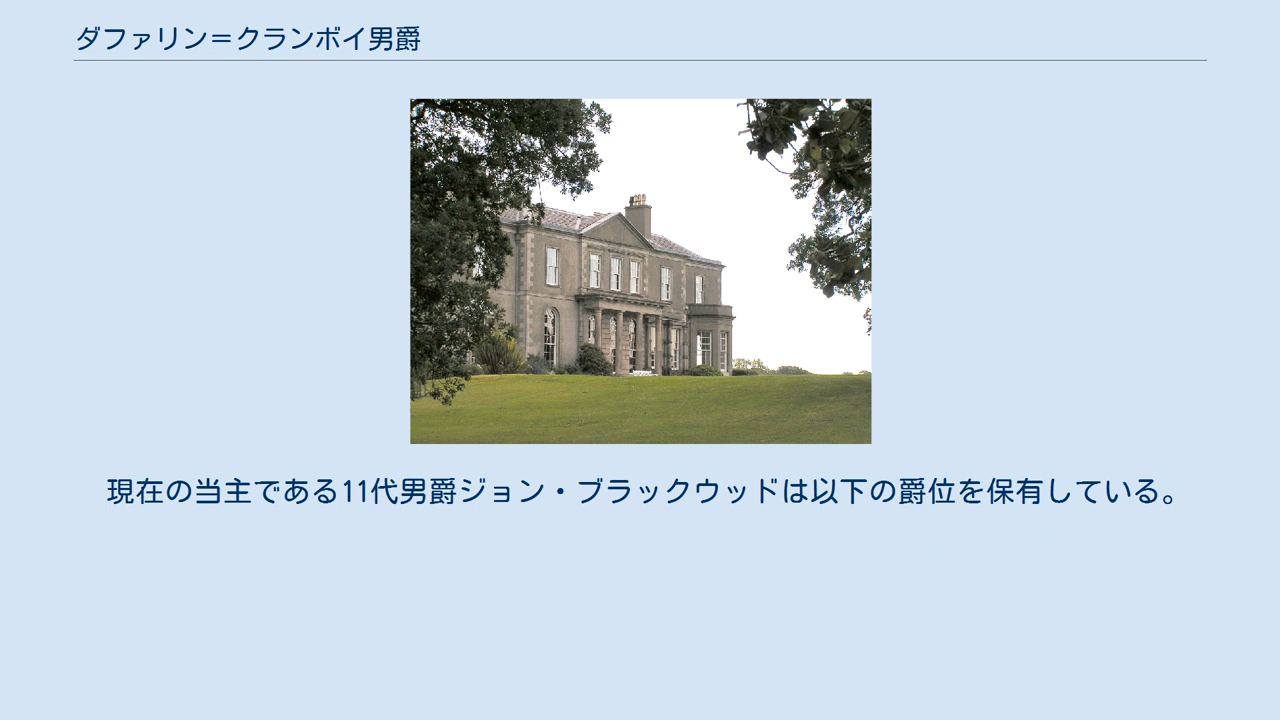 ダファリン＝クランボイ男爵
現在の当主である11代男爵ジョン・ブラックウッドは以下の爵位を保有している。